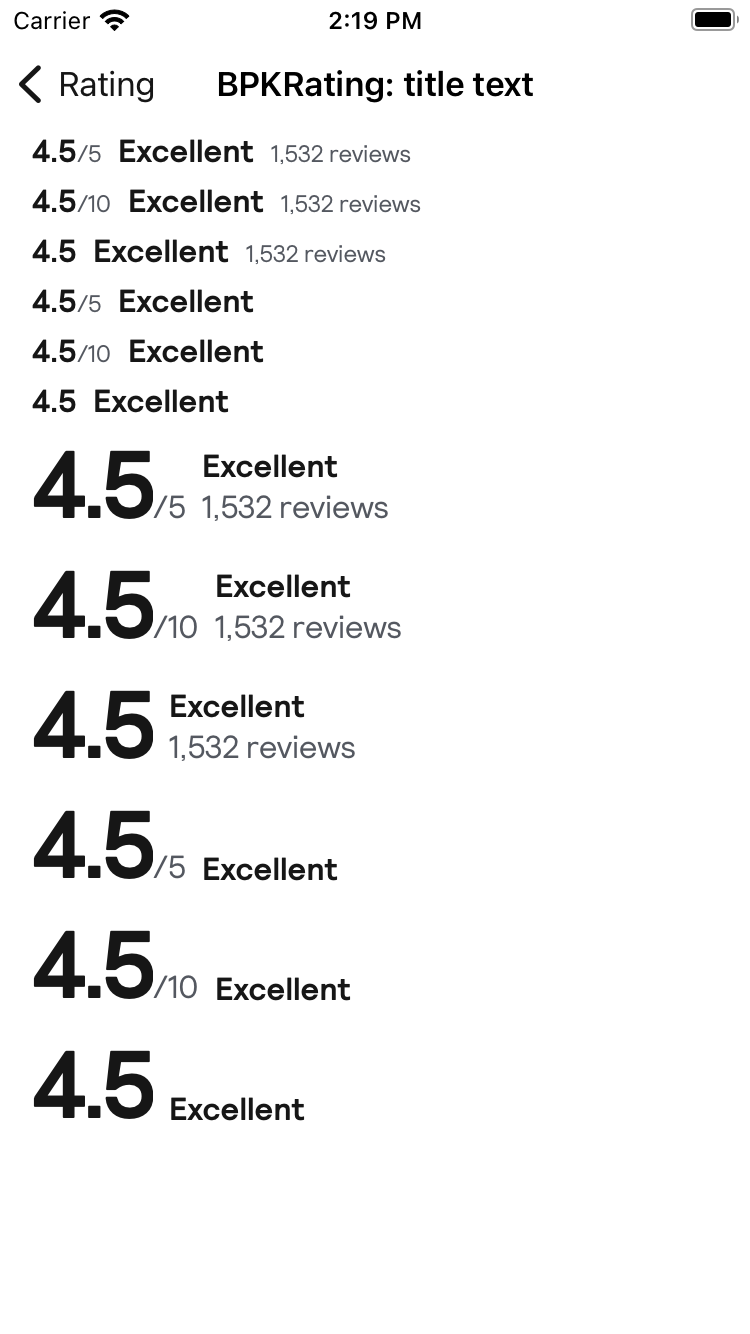 Carrier 2:19 PM
Rating BPKRating: title text
4.5/5 Excellent 1,532 reviews
4.5/10 Excellent 1,532 reviews
4.5 Excellent 1,532 reviews
4.5/5 Excellent
4.5/10 Excellent
4.5 Excellent
4.5/5 Excellent
1,532 reviews
4.5/10 Excellent
1,532 reviews
4.5 Excellent
1,532 reviews
4.5/5 Excellent
4.5/10 Excellent
4.5 Excellent